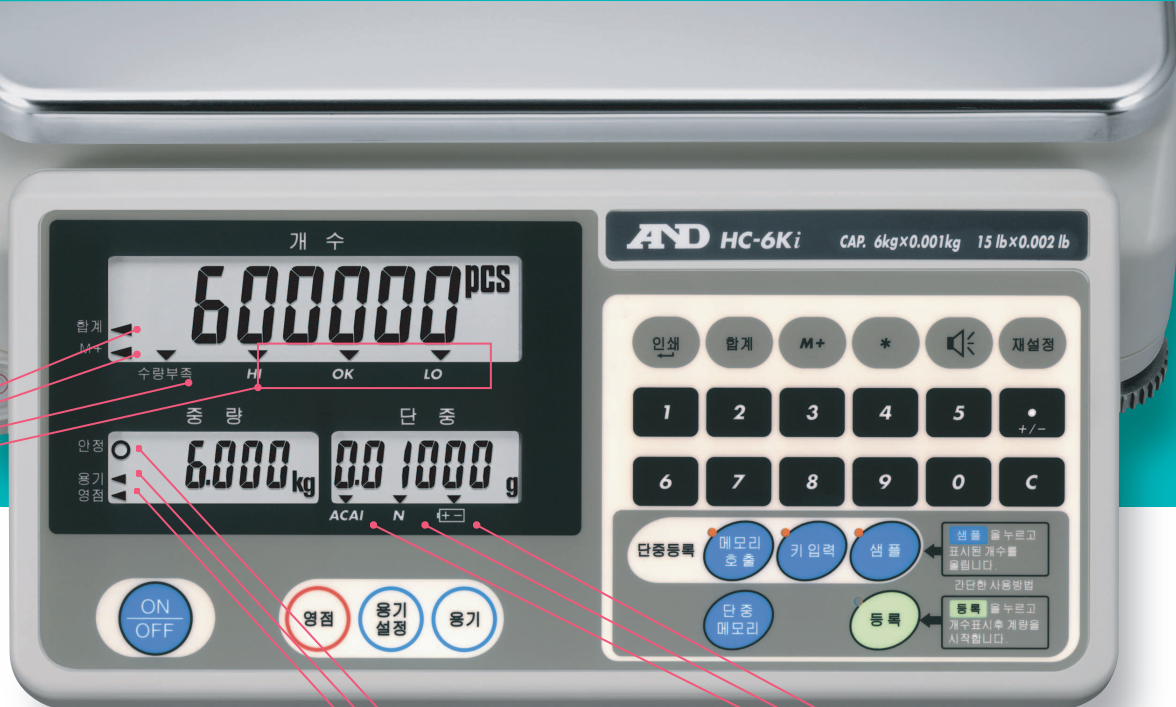 개 수
600000 pcs
합계
M+
수량부족 HI OK LO
중 량
단 중
안정
용기
영점
6.000 kg
0.01000 g
ACAI N + −
ON
OFF
영점
용기
설정
용기
AND HC-6Ki CAP. 6kg×0.001kg 15 lb×0.002 lb
인쇄 합계 M+ * 재설정
1 2 3 4 5 • +/−
6 7 8 9 0 C
단중등록
메모리
호출
키 입력
샘플
샘플 을 누르고
표시된 개수를
올립니다.
간단한 사용방법
단 중
메모리
등록
등록 을 누르고
개수표시후 계량을
시작합니다.